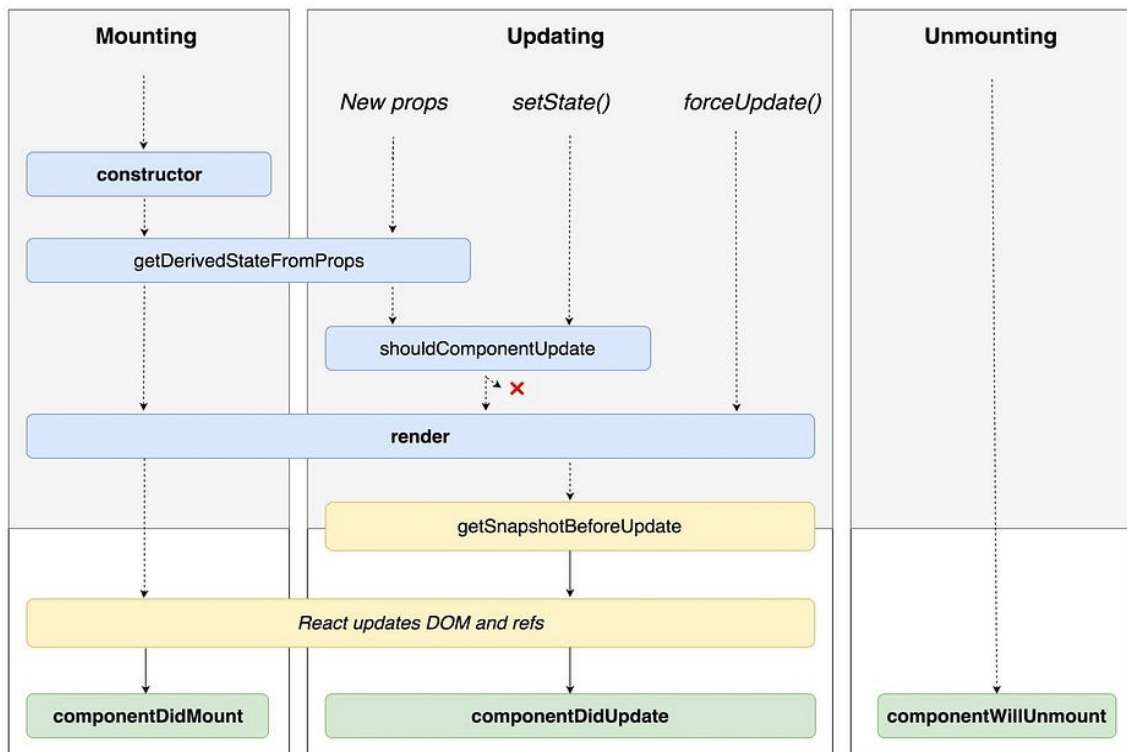 Mounting
Updating
Unmounting
New props
setState()
forceUpdate()
constructor
getDerivedStateFromProps
shouldComponentUpdate
render
getSnapshotBeforeUpdate
React updates DOM and refs
componentDidMount
componentDidUpdate
componentWillUnmount